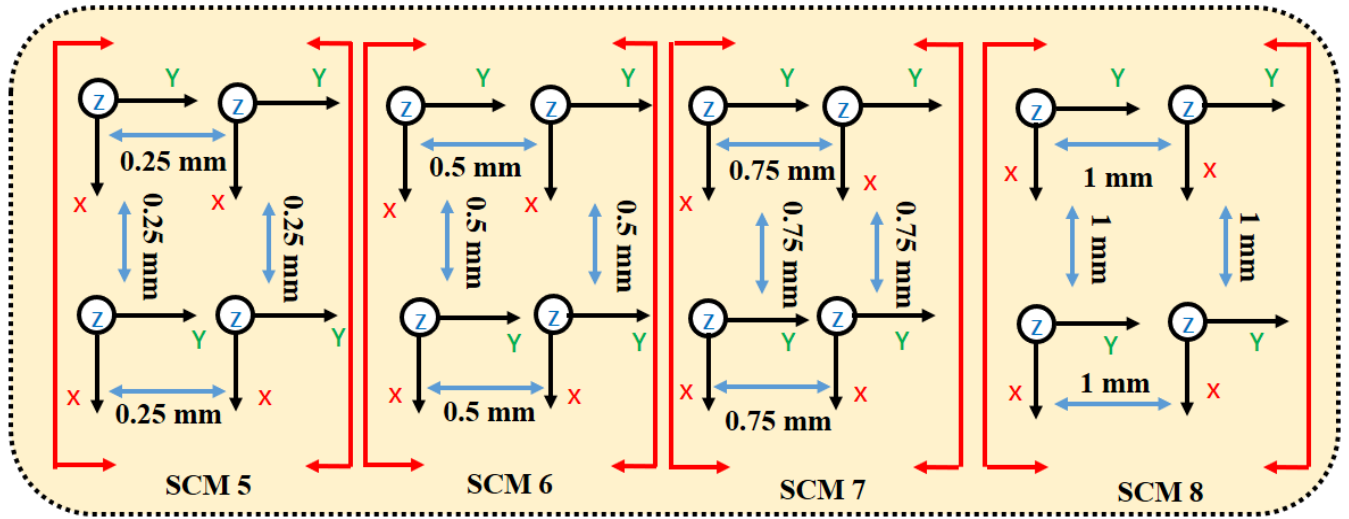 Y Y Y Y Y Y Y Y
Z Z Z Z Z Z Z Z
0.25 mm 0.5 mm 0.75 mm 1 mm
X X X X X X X X
0.25 mm 0.25 mm 0.5 mm 0.5 mm 0.75 mm 0.75 mm 1 mm 1 mm
Z Z Z Z Z Z Z Z
Y Y Y Y Y Y Y Y
X X X X X X X X
0.25 mm 0.5 mm 0.75 mm 1 mm
SCM 5 SCM 6 SCM 7 SCM 8